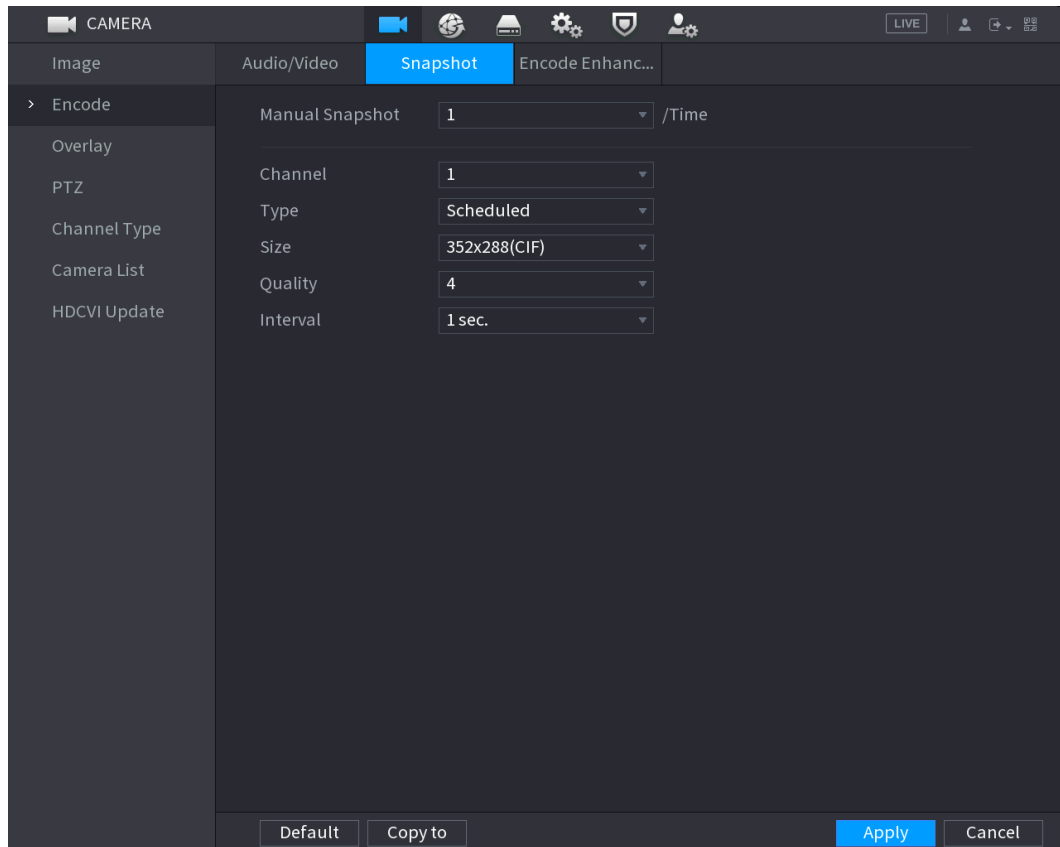 CAMERA
LIVE
Image
Encode
Overlay
PTZ
Channel Type
Camera List
HDCVI Update
Audio/Video
Snapshot
Encode Enhanc...
Manual Snapshot 1 /Time
Channel 1
Type Scheduled
Size 352x288(CIF)
Quality 4
Interval 1 sec.
Default
Copy to
Apply
Cancel